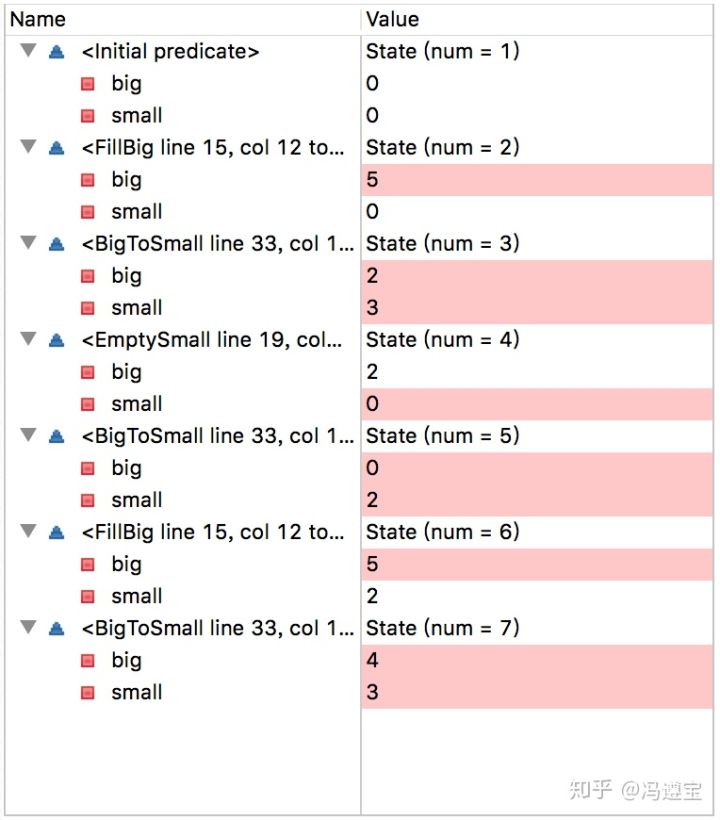 Name Value
<Initial predicate> State (num = 1)
big 0
small 0
<FillBig line 15, col 12 to... State (num = 2)
big 5
small 0
<BigToSmall line 33, col 1... State (num = 3)
big 2
small 3
<EmptySmall line 19, col... State (num = 4)
big 2
small 0
<BigToSmall line 33, col 1... State (num = 5)
big 0
small 2
<FillBig line 15, col 12 to... State (num = 6)
big 5
small 2
<BigToSmall line 33, col 1... State (num = 7)
big 4
small 3
知乎 @冯遵宝